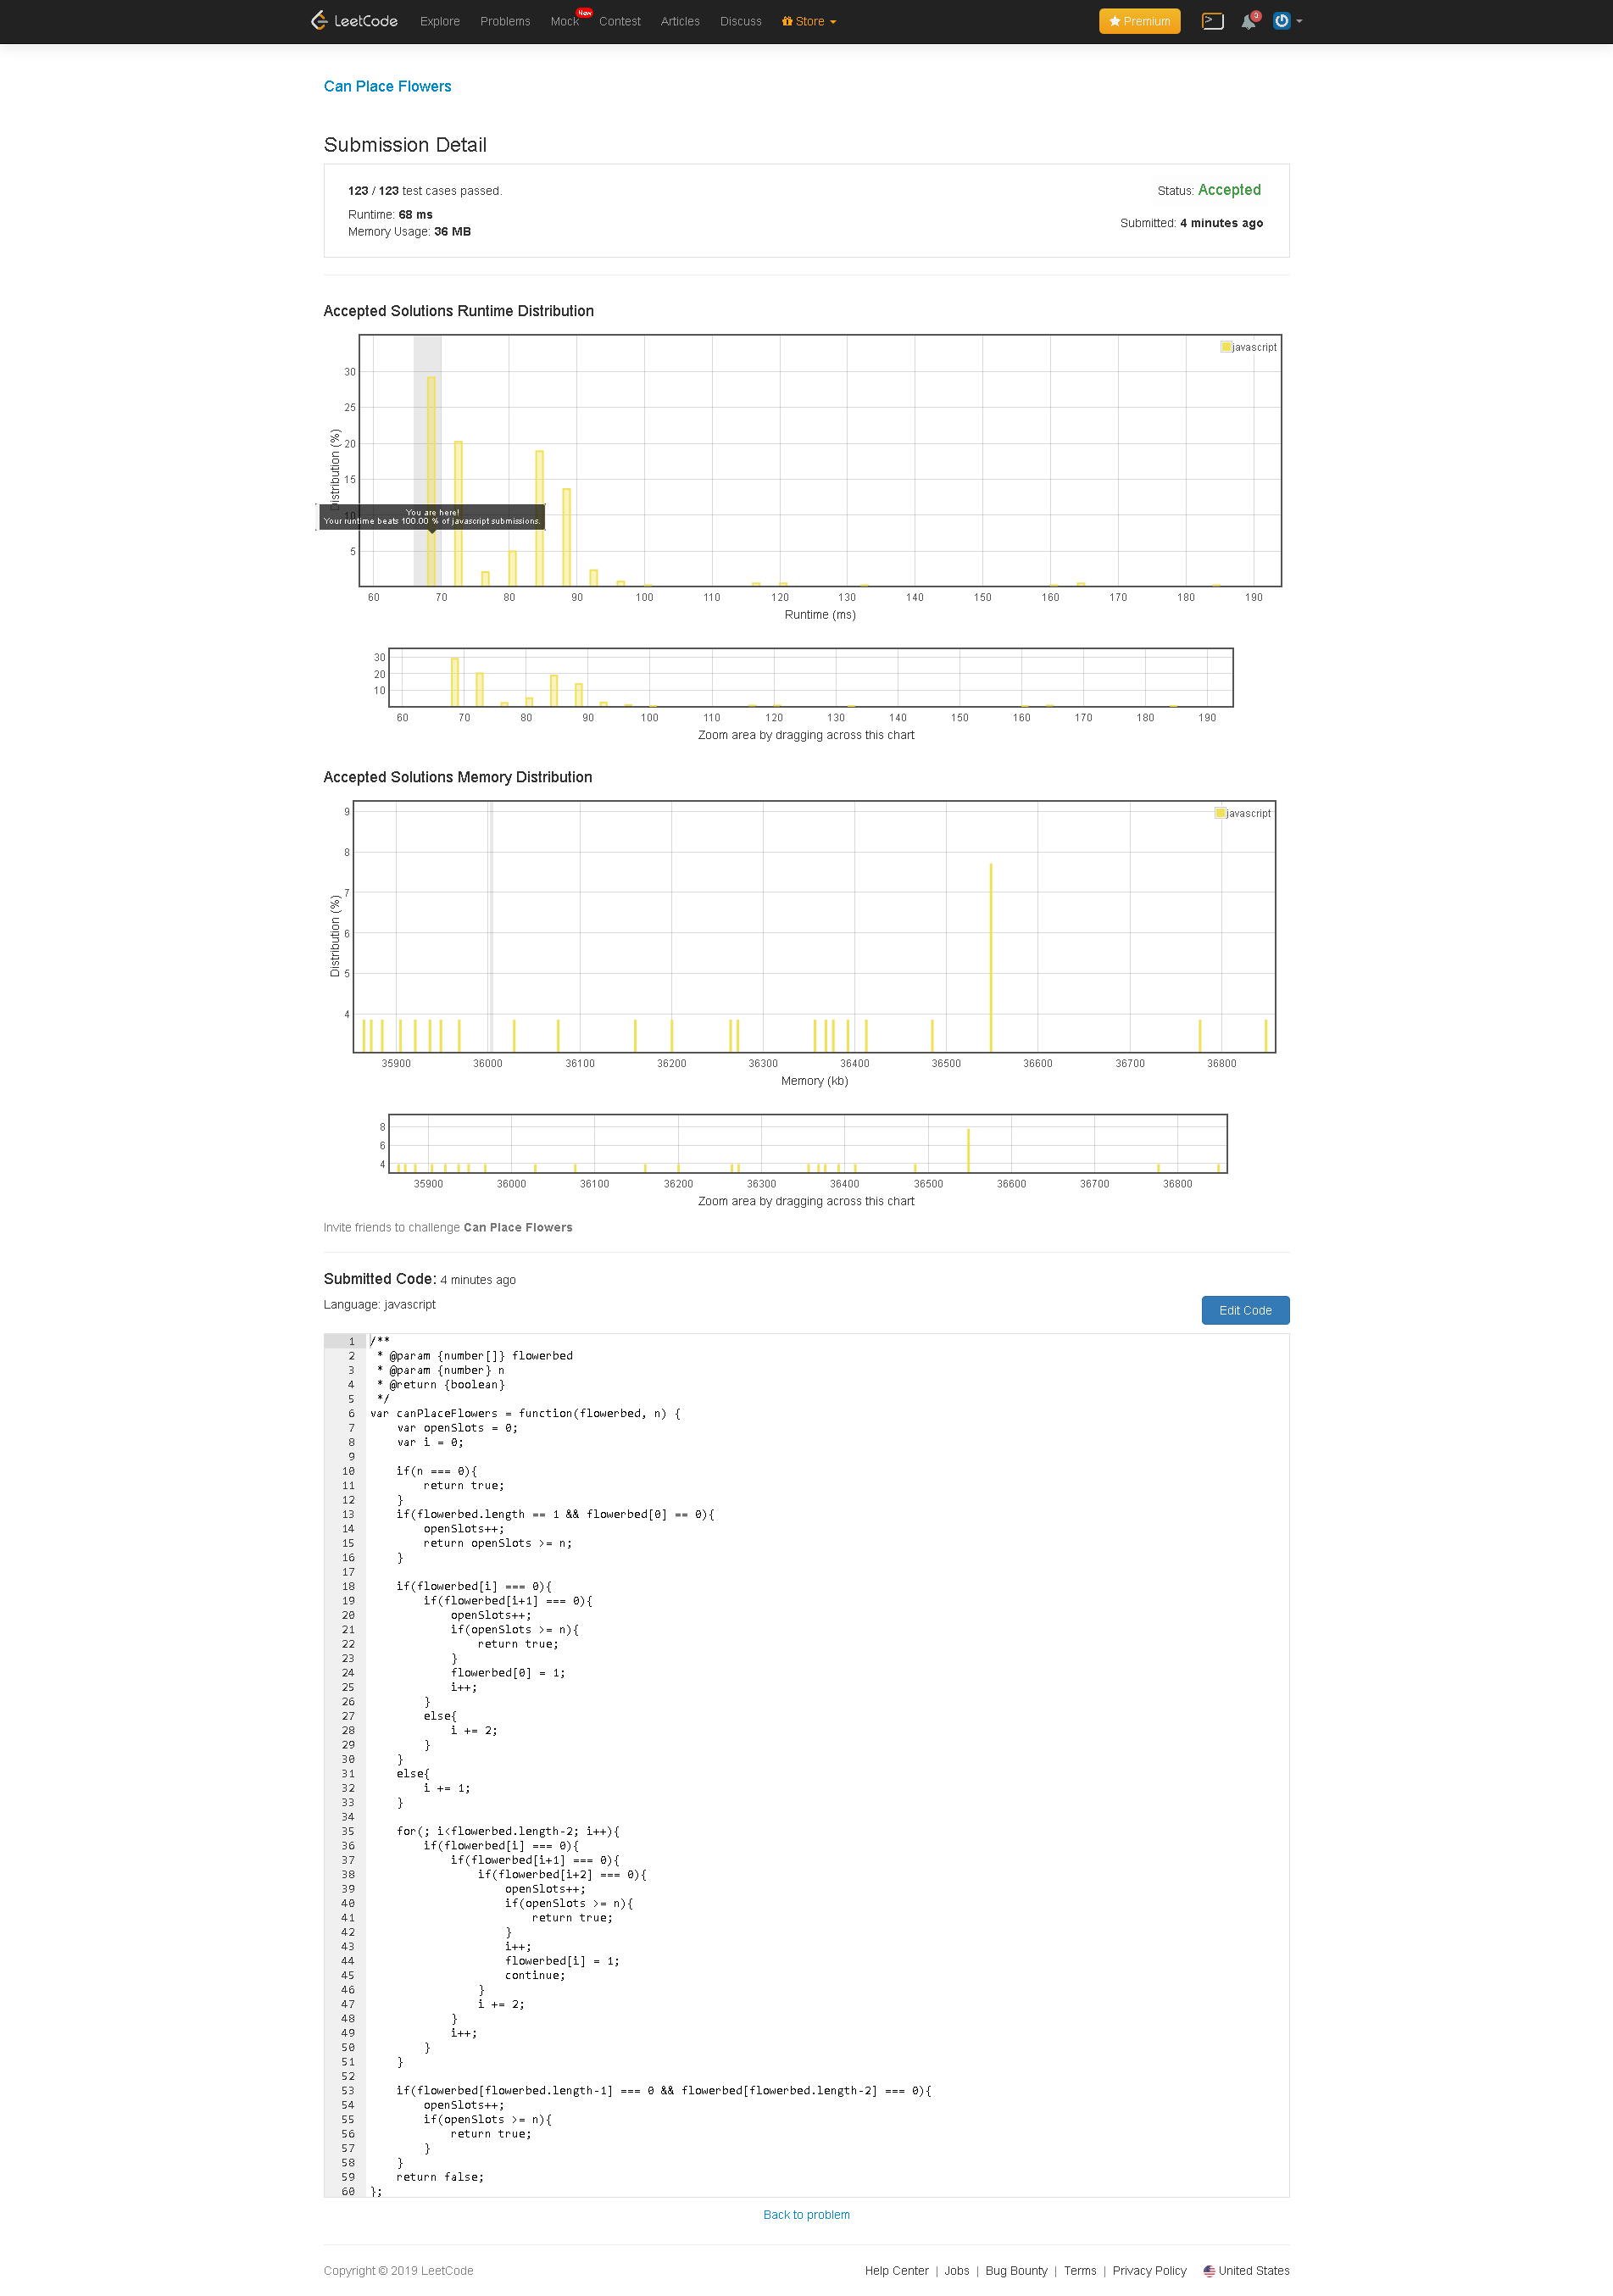 LeetCode Explore Problems Mock New Contest Articles Discuss Store Premium 3
Can Place Flowers
Submission Detail
123 / 123 test cases passed.
Status: Accepted
Runtime: 68 ms
Submitted: 4 minutes ago
Memory Usage: 36 MB
Accepted Solutions Runtime Distribution
javascript
30
25
20
15
10
5
Distribution (%)
You are here!
Your runtime beats 100.00 % of javascript submissions.
60 70 80 90 100 110 120 130 140 150 160 170 180 190
Runtime (ms)
30
20
10
60 70 80 90 100 110 120 130 140 150 160 170 180 190
Zoom area by dragging across this chart
Accepted Solutions Memory Distribution
javascript
9
8
7
6
5
4
Distribution (%)
35900 36000 36100 36200 36300 36400 36500 36600 36700 36800
Memory (kb)
8
6
4
35900 36000 36100 36200 36300 36400 36500 36600 36700 36800
Zoom area by dragging across this chart
Invite friends to challenge Can Place Flowers
Submitted Code: 4 minutes ago
Language: javascript
Edit Code
1 /**
2  * @param {number[]} flowerbed
3  * @param {number} n
4  * @return {boolean}
5  */
6 var canPlaceFlowers = function(flowerbed, n) {
7     var openSlots = 0;
8     var i = 0;
9
10     if(n === 0){
11         return true;
12     }
13     if(flowerbed.length == 1 && flowerbed[0] == 0){
14         openSlots++;
15         return openSlots >= n;
16     }
17
18     if(flowerbed[i] === 0){
19         if(flowerbed[i+1] === 0){
20             openSlots++;
21             if(openSlots >= n){
22                 return true;
23             }
24             flowerbed[0] = 1;
25             i++;
26         }
27         else{
28             i += 2;
29         }
30     }
31     else{
32         i += 1;
33     }
34
35     for(; i<flowerbed.length-2; i++){
36         if(flowerbed[i] === 0){
37             if(flowerbed[i+1] === 0){
38                 if(flowerbed[i+2] === 0){
39                     openSlots++;
40                     if(openSlots >= n){
41                         return true;
42                     }
43                     i++;
44                     flowerbed[i] = 1;
45                     continue;
46                 }
47                 i += 2;
48             }
49             i++;
50         }
51     }
52
53     if(flowerbed[flowerbed.length-1] === 0 && flowerbed[flowerbed.length-2] === 0){
54         openSlots++;
55         if(openSlots >= n){
56             return true;
57         }
58     }
59     return false;
60 };
Back to problem
Copyright © 2019 LeetCode
Help Center | Jobs | Bug Bounty | Terms | Privacy Policy United States